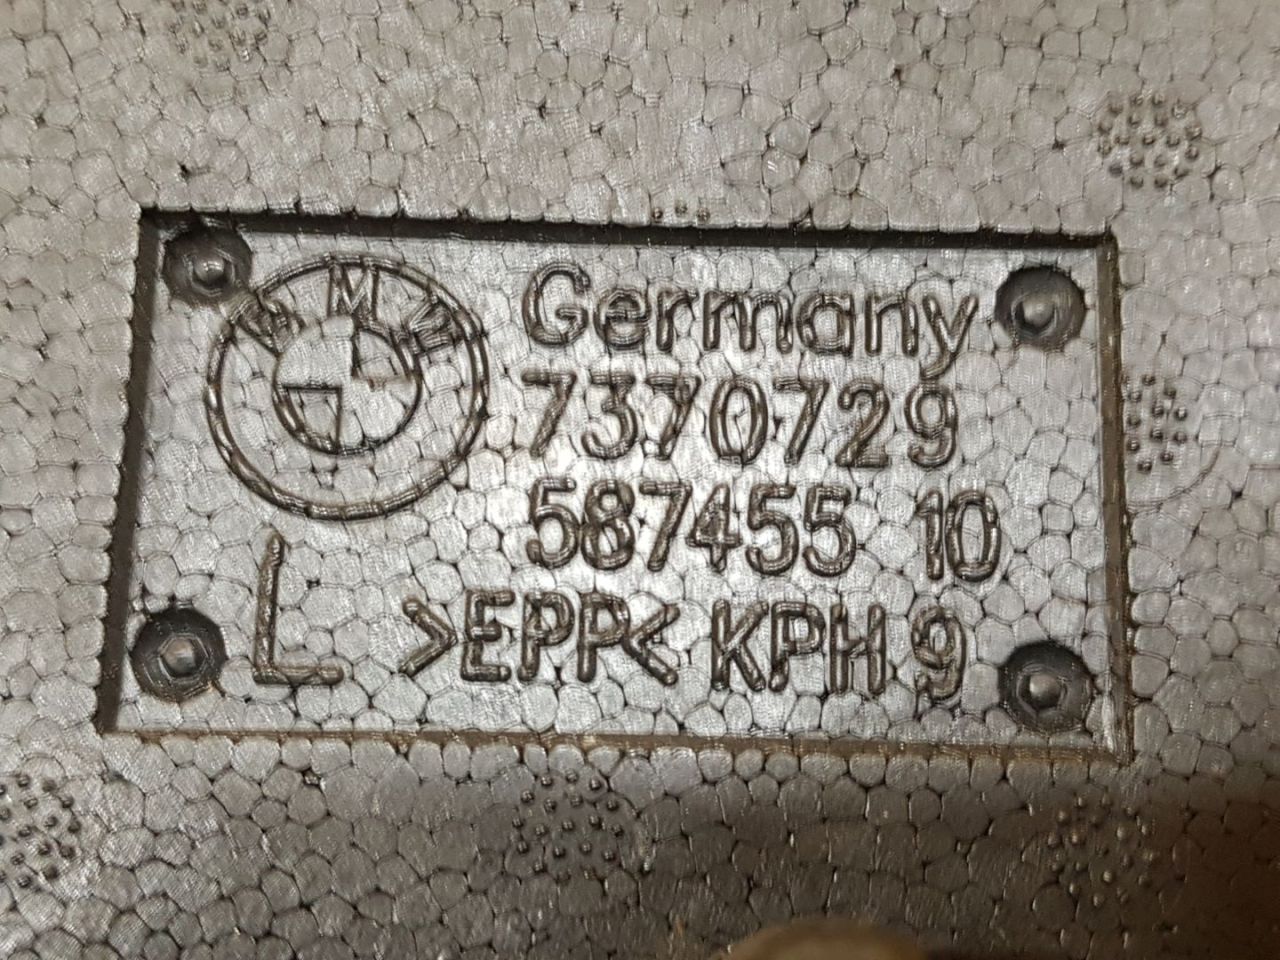 BMW
Germany
7370729
587455 10
L >EPP< KPH 9